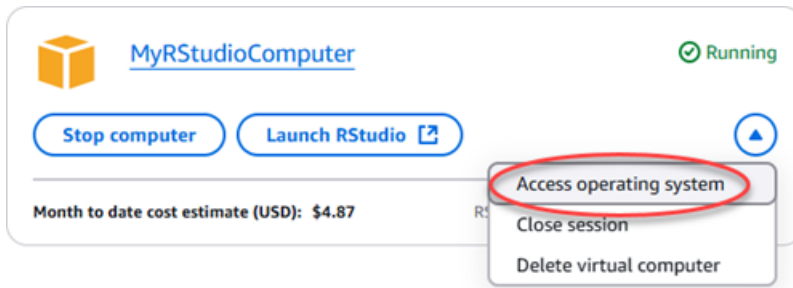 MyRStudioComputer
Running
Stop computer
Launch RStudio
Access operating system
Month to date cost estimate (USD): $4.87
Close session
Delete virtual computer